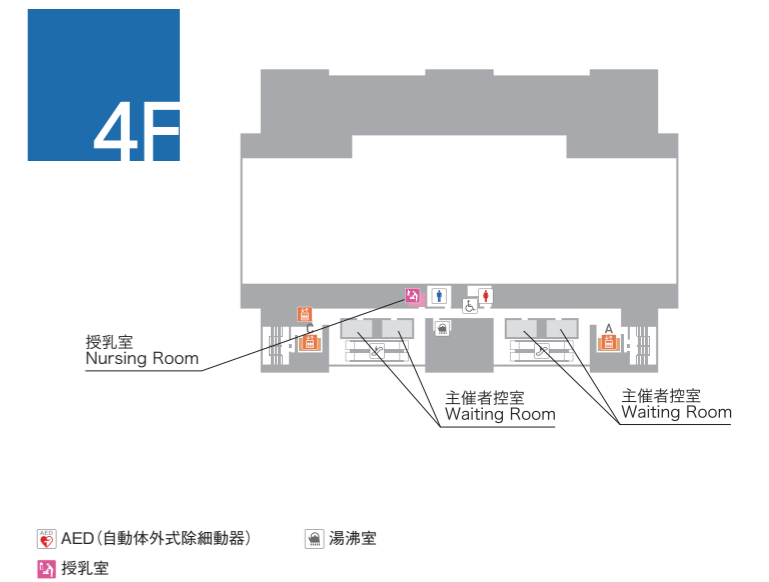 4F
C
A
授乳室
Nursing Room
主催者控室
Waiting Room
主催者控室
Waiting Room
AED AED（自動体外式除細動器）
湯沸室
授乳室